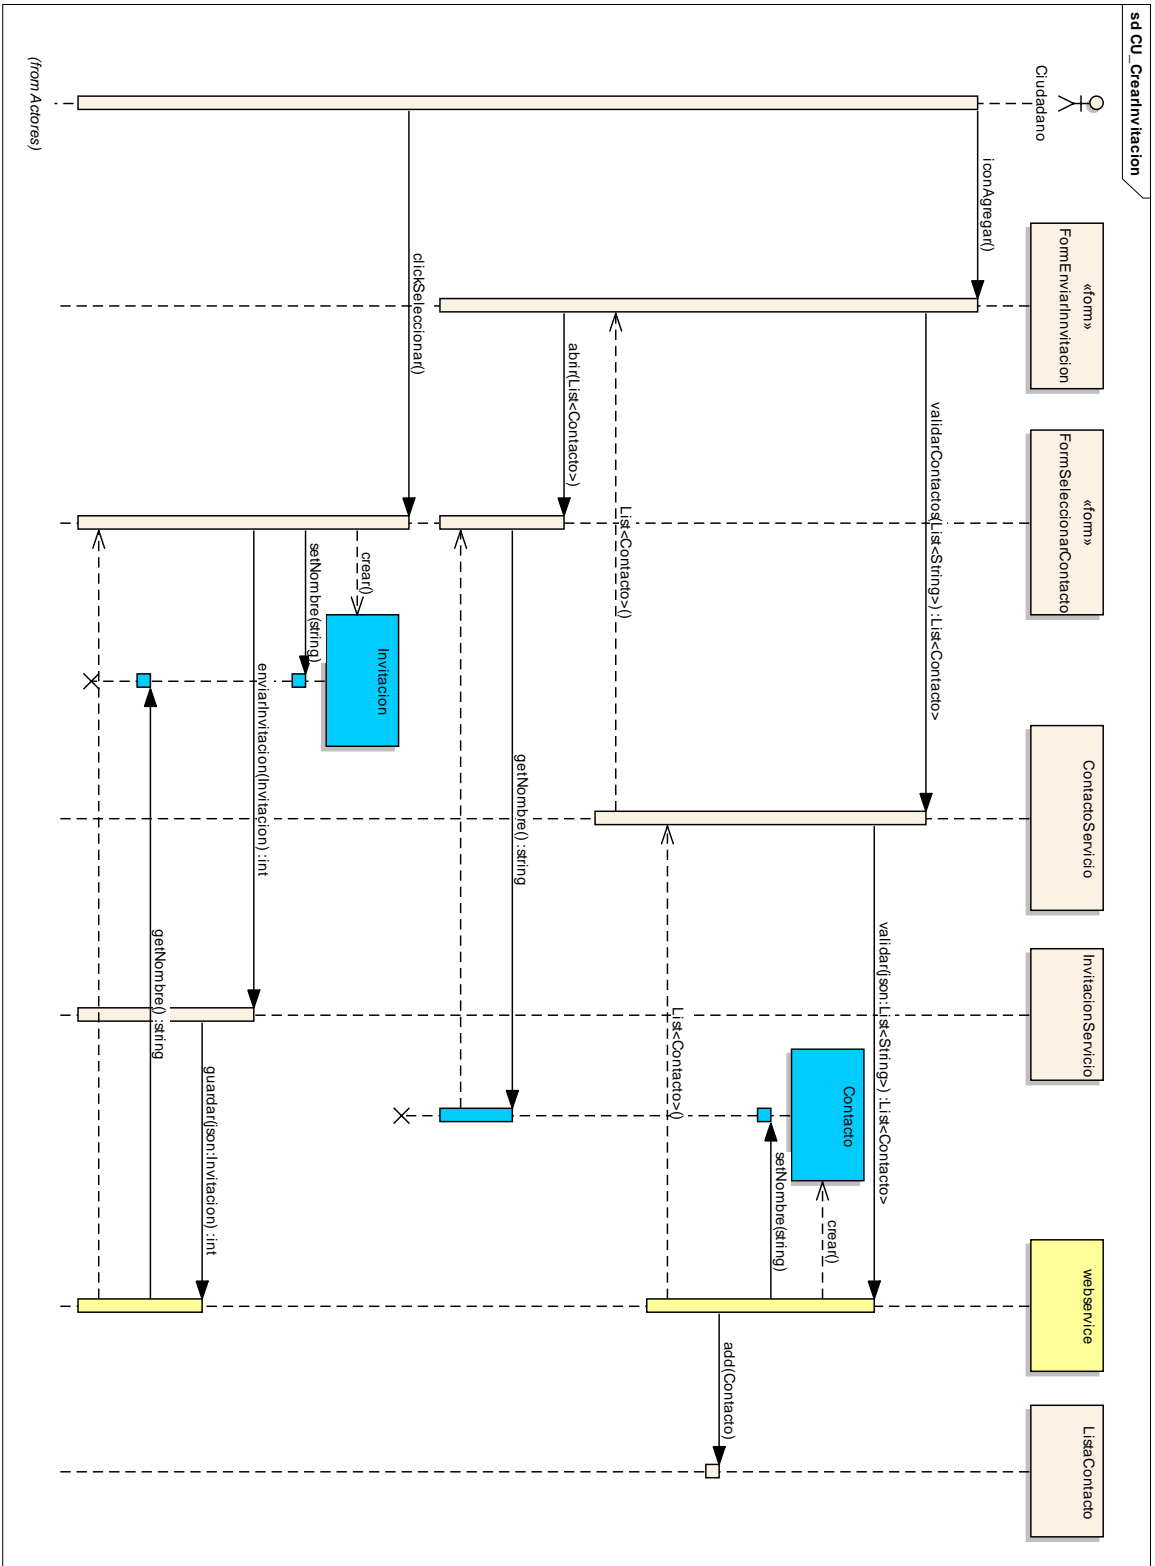 sd CU_CrearInvitacion
Ciudadano
«form»
FormEnviarInnvitacion
«form»
FormSeleccionarContacto
ContactoServicio
InvitacionServicio
webservice
ListaContacto
iconAgregar()
validarContactos(List<String>) :List<Contacto>
validar(json:List<String>) :List<Contacto>
crear()
Contacto
setNombre(string)
add(Contacto)
List<Contacto>()
List<Contacto>()
abrir(List<Contacto>)
getNombre() :string
clickSeleccionar()
crear()
Invitacion
setNombre(string)
enviarInvitacion(Invitacion) :int
guardar(json:Invitacion) :int
getNombre() :string
(from Actores)